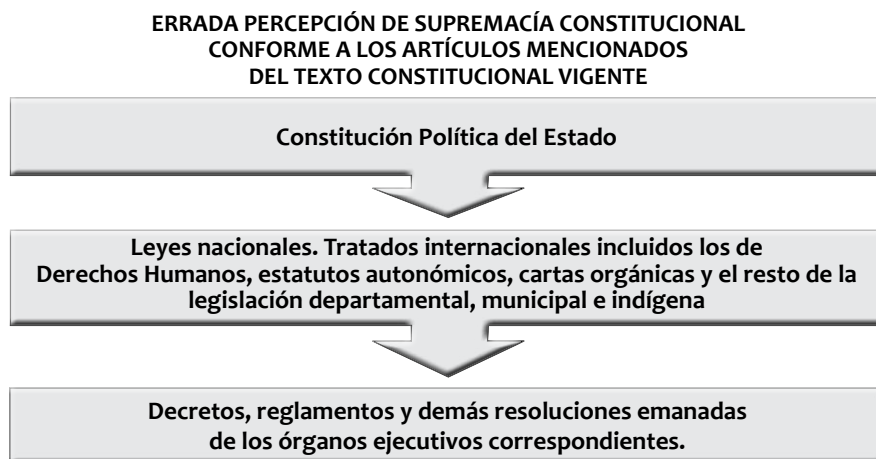 ERRADA PERCEPCIÓN DE SUPREMACÍA CONSTITUCIONAL
CONFORME A LOS ARTÍCULOS MENCIONADOS
DEL TEXTO CONSTITUCIONAL VIGENTE
Constitución Política del Estado
Leyes nacionales. Tratados internacionales incluidos los de
Derechos Humanos, estatutos autonómicos, cartas orgánicas y el resto de la
legislación departamental, municipal e indígena
Decretos, reglamentos y demás resoluciones emanadas
de los órganos ejecutivos correspondientes.